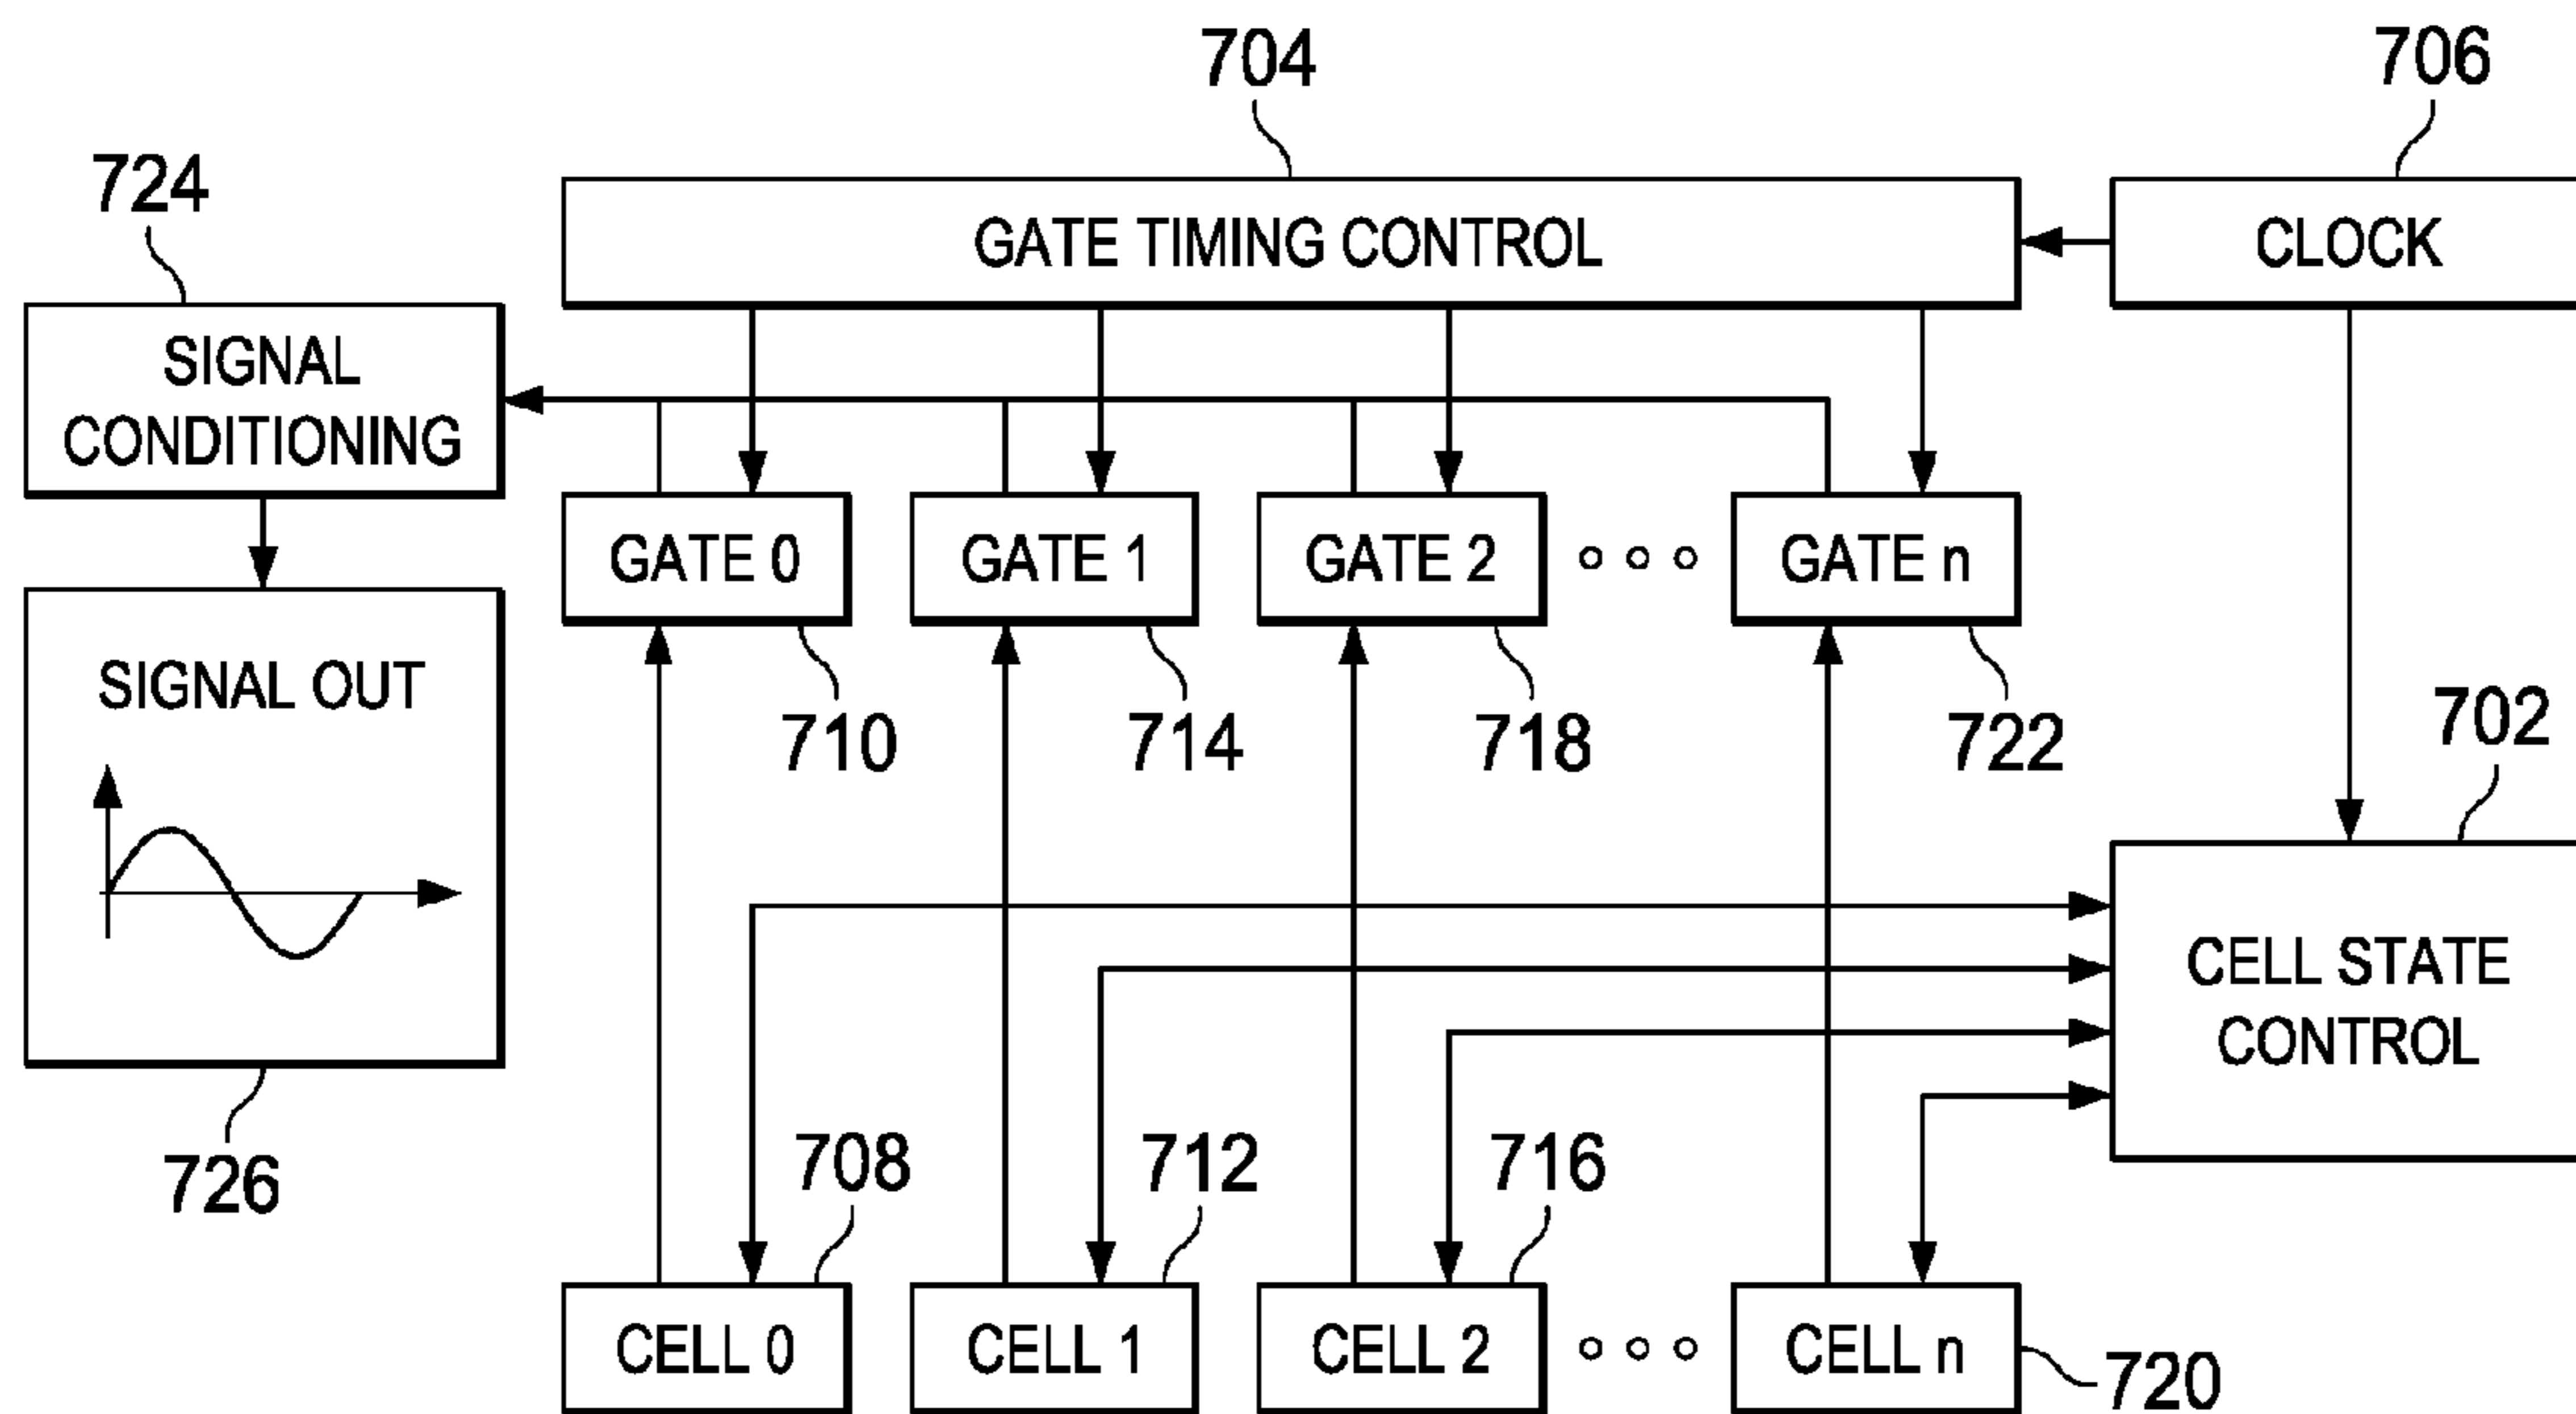 704
706
724
GATE TIMING CONTROL
CLOCK
SIGNAL
CONDITIONING
GATE 0
GATE 1
GATE 2
GATE n
SIGNAL OUT
710
714
718
722
702
CELL STATE
CONTROL
726
708
712
716
CELL 0
CELL 1
CELL 2
CELL n
720